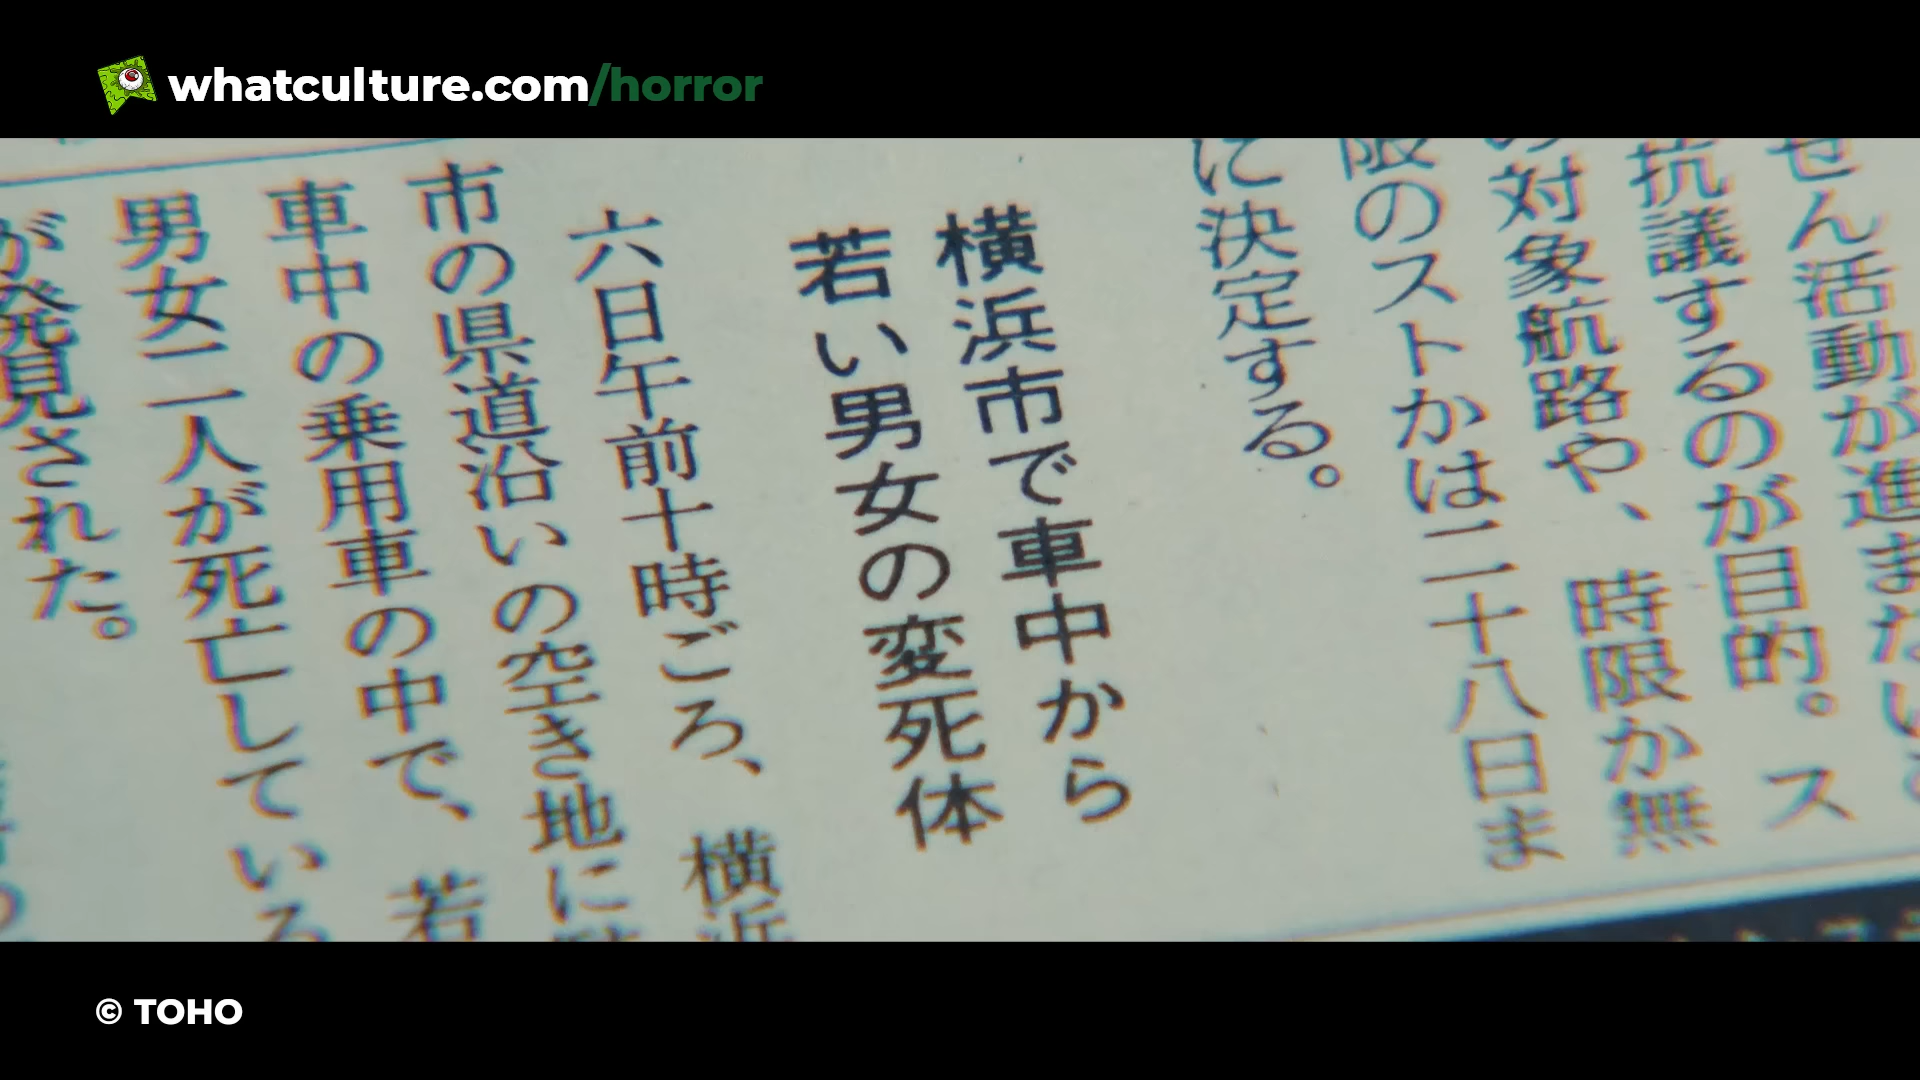 whatculture.com/horror
せん活動が進まない
抗議するのが目的。ス
対象航路や、時限か無
限のストかは二十八日ま
に決定する。
横浜市で車中から
若い男女の変死体
六日午前十時ごろ、横浜
市の県道沿いの空き地に
車中の乗用車の中で、若
男女二人が死亡している
が発見された。
© TOHO